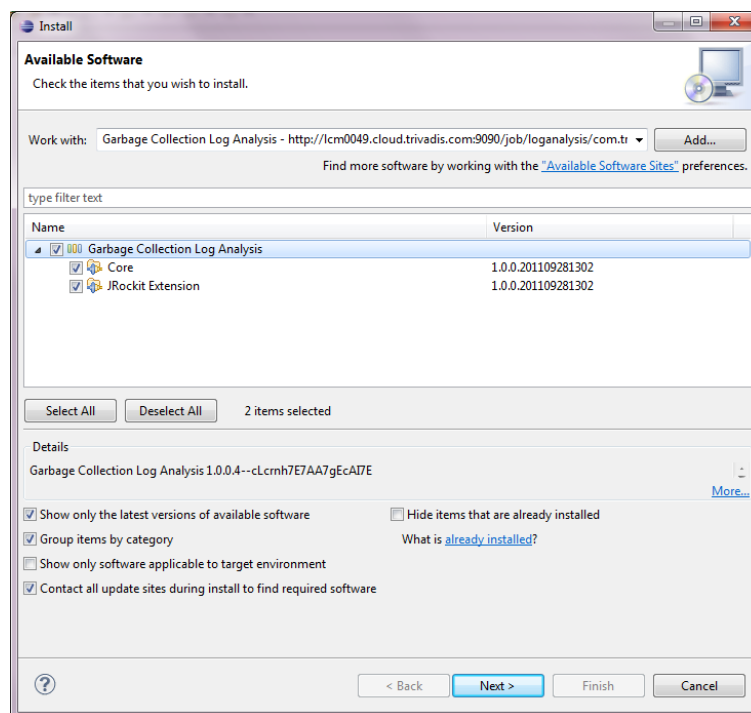 Install
Available Software
Check the items that you wish to install.
Work with: Garbage Collection Log Analysis - http://lcm0049.cloud.trivadis.com:9090/job/loganalysis/com.tr Add...
Find more software by working with the "Available Software Sites" preferences.
type filter text
Name Version
Garbage Collection Log Analysis
Core 1.0.0.201109281302
JRockit Extension 1.0.0.201109281302
Select All Deselect All 2 items selected
Details
Garbage Collection Log Analysis 1.0.0.4--cLcrnh7E7AA7gEcAI7E
More...
Show only the latest versions of available software Hide items that are already installed
Group items by category What is already installed?
Show only software applicable to target environment
Contact all update sites during install to find required software
? < Back Next > Finish Cancel